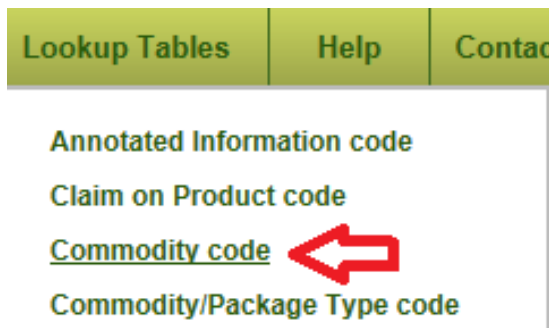 Lookup Tables Help
Annotated Information code
Claim on Product code
Commodity code
Commodity/Package Type code